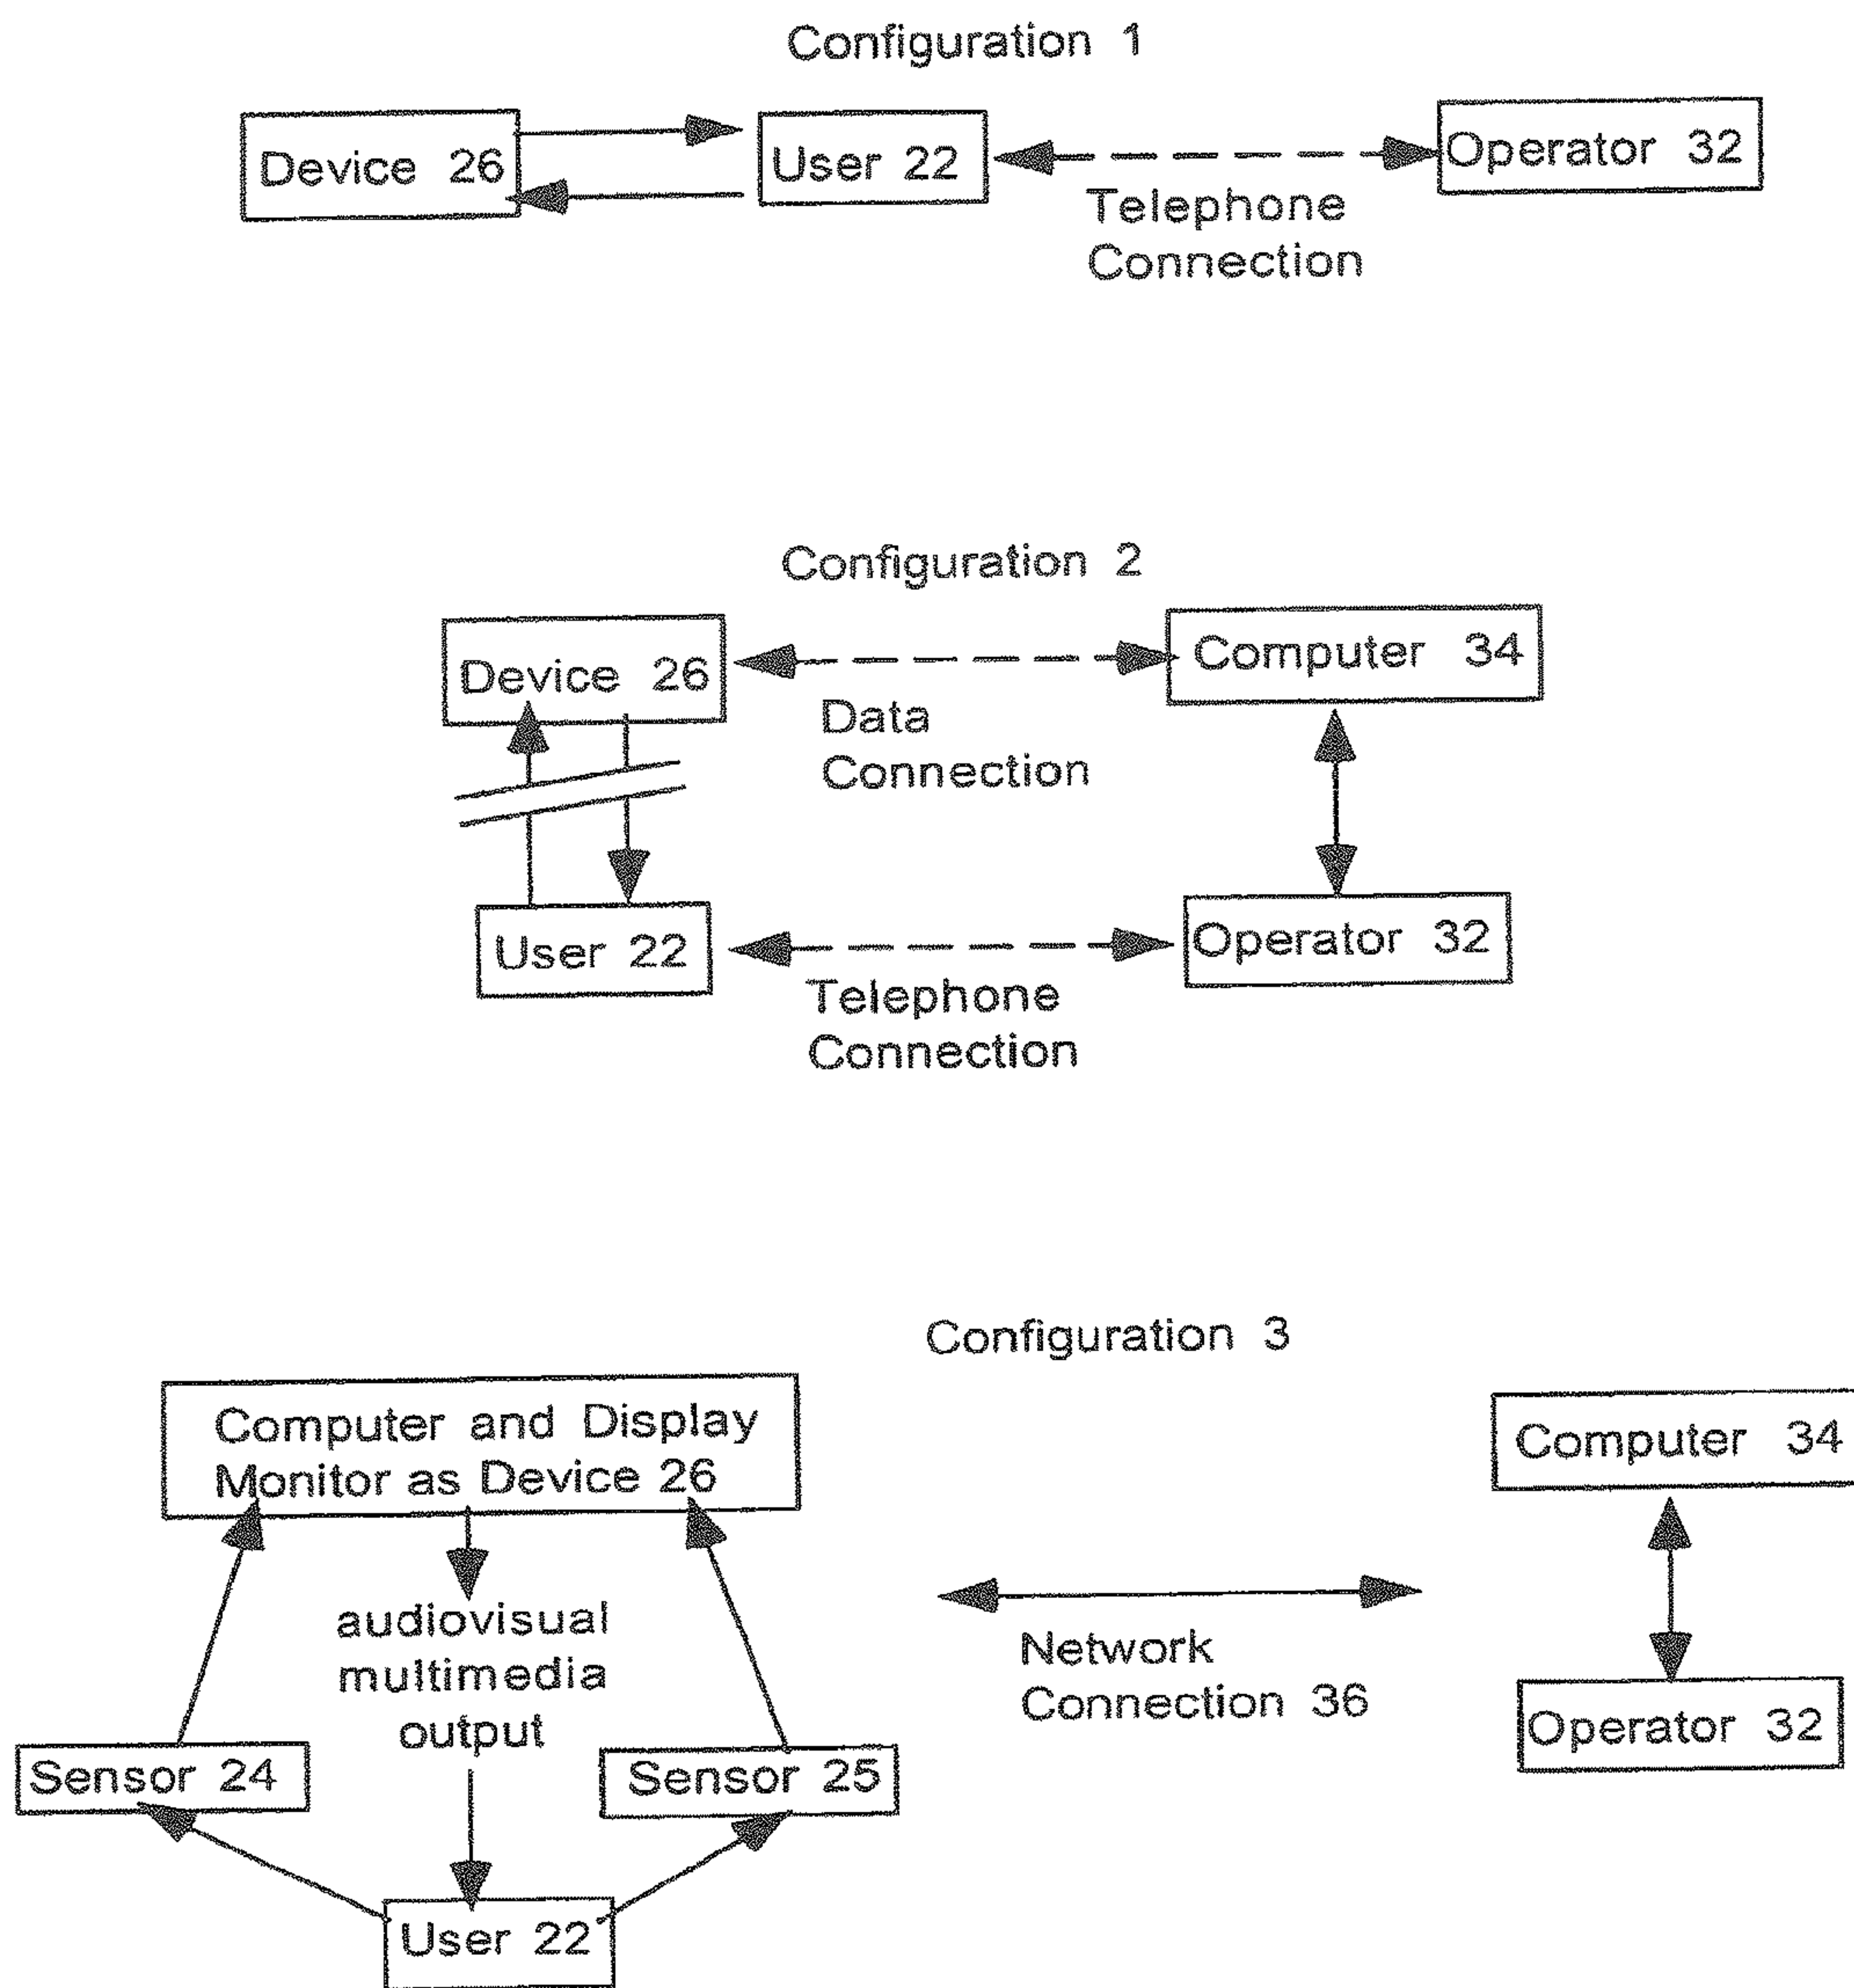 Configuration 1
Device 26
User 22
Operator 32
Telephone
Connection
Configuration 2
Device 26
Computer 34
Data
Connection
User 22
Operator 32
Telephone
Connection
Configuration 3
Computer and Display
Monitor as Device 26
Computer 34
audiovisual
multimedia
output
Network
Connection 36
Sensor 24
Sensor 25
Operator 32
User 22